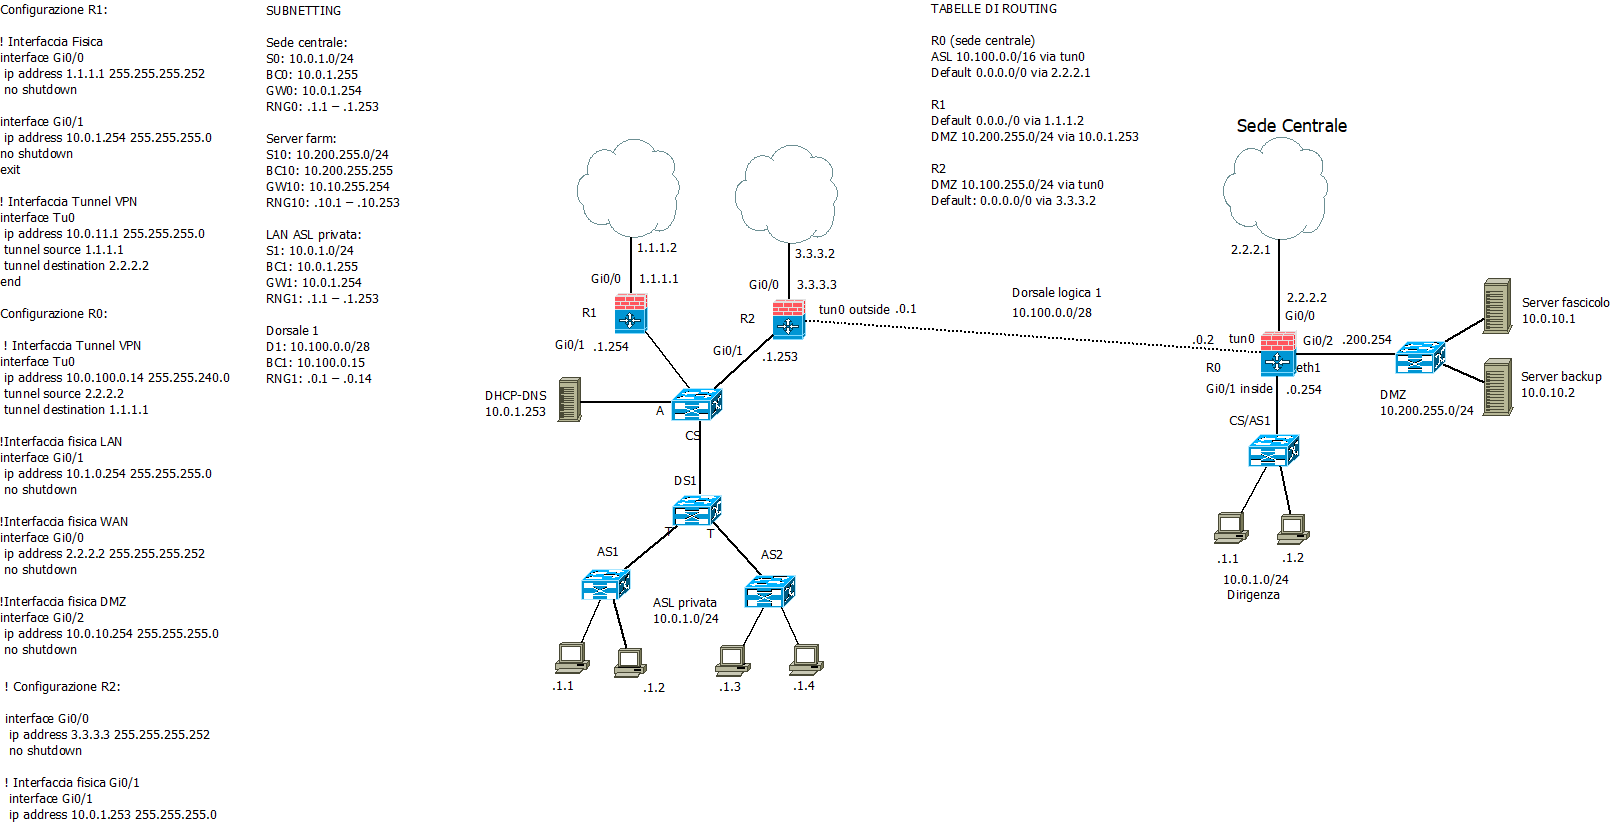 Configurazione R1:
! Interfaccia Fisica
interface Gi0/0
ip address 1.1.1.1 255.255.255.252
no shutdown
interface Gi0/1
ip address 10.0.1.254 255.255.255.0
no shutdown
exit
! Interfaccia Tunnel VPN
interface Tu0
ip address 10.0.11.1 255.255.255.0
tunnel source 1.1.1.1
tunnel destination 2.2.2.2
end
Configurazione R0:
! Interfaccia Tunnel VPN
interface Tu0
ip address 10.0.100.0.14 255.255.240.0
tunnel source 2.2.2.2
tunnel destination 1.1.1.1
!Interfaccia fisica LAN
interface Gi0/1
ip address 10.1.0.254 255.255.255.0
no shutdown
!Interfaccia fisica WAN
interface Gi0/0
ip address 2.2.2.2 255.255.255.252
no shutdown
!Interfaccia fisica DMZ
interface Gi0/2
ip address 10.0.10.254 255.255.255.0
no shutdown
! Configurazione R2:
interface Gi0/0
ip address 3.3.3.3 255.255.255.252
no shutdown
! Interfaccia fisica Gi0/1
interface Gi0/1
ip address 10.0.1.253 255.255.255.0
SUBNETTING
Sede centrale:
S0: 10.0.1.0/24
BC0: 10.0.1.255
GW0: 10.0.1.254
RNG0: .1.1 – .1.253
Server farm:
S10: 10.200.255.0/24
BC10: 10.200.255.255
GW10: 10.10.255.254
RNG10: .10.1 – .10.253
LAN ASL privata:
S1: 10.0.1.0/24
BC1: 10.0.1.255
GW1: 10.0.1.254
RNG1: .1.1 – .1.253
Dorsale 1
D1: 10.100.0.0/28
BC1: 10.100.0.15
RNG1: .0.1 – .0.14
TABELLE DI ROUTING
R0 (sede centrale)
ASL 10.100.0.0/16 via tun0
Default 0.0.0.0/0 via 2.2.2.1
R1
Default 0.0.0./0 via 1.1.1.2
DMZ 10.200.255.0/24 via 10.0.1.253
R2
DMZ 10.100.255.0/24 via tun0
Default: 0.0.0.0/0 via 3.3.3.2
Sede Centrale
1.1.1.2
3.3.3.2
2.2.2.1
Gi0/0
1.1.1.1
Gi0/0
3.3.3.3
2.2.2.2
Gi0/0
R1
R2
tun0 outside .0.1
Dorsale logica 1
10.100.0.0/28
.0.2
tun0
Gi0/2
.200.254
Gi0/1
.1.254
Gi0/1
.1.253
R0
eth1
Gi0/1 inside
.0.254
Server fascicolo
10.0.10.1
Server backup
10.0.10.2
DMZ
10.200.255.0/24
DHCP-DNS
10.0.1.253
A
CS
CS/AS1
DS1
T
T
AS1
AS2
ASL privata
10.0.1.0/24
.1.1
.1.2
.1.3
.1.4
.1.1
.1.2
10.0.1.0/24
Dirigenza